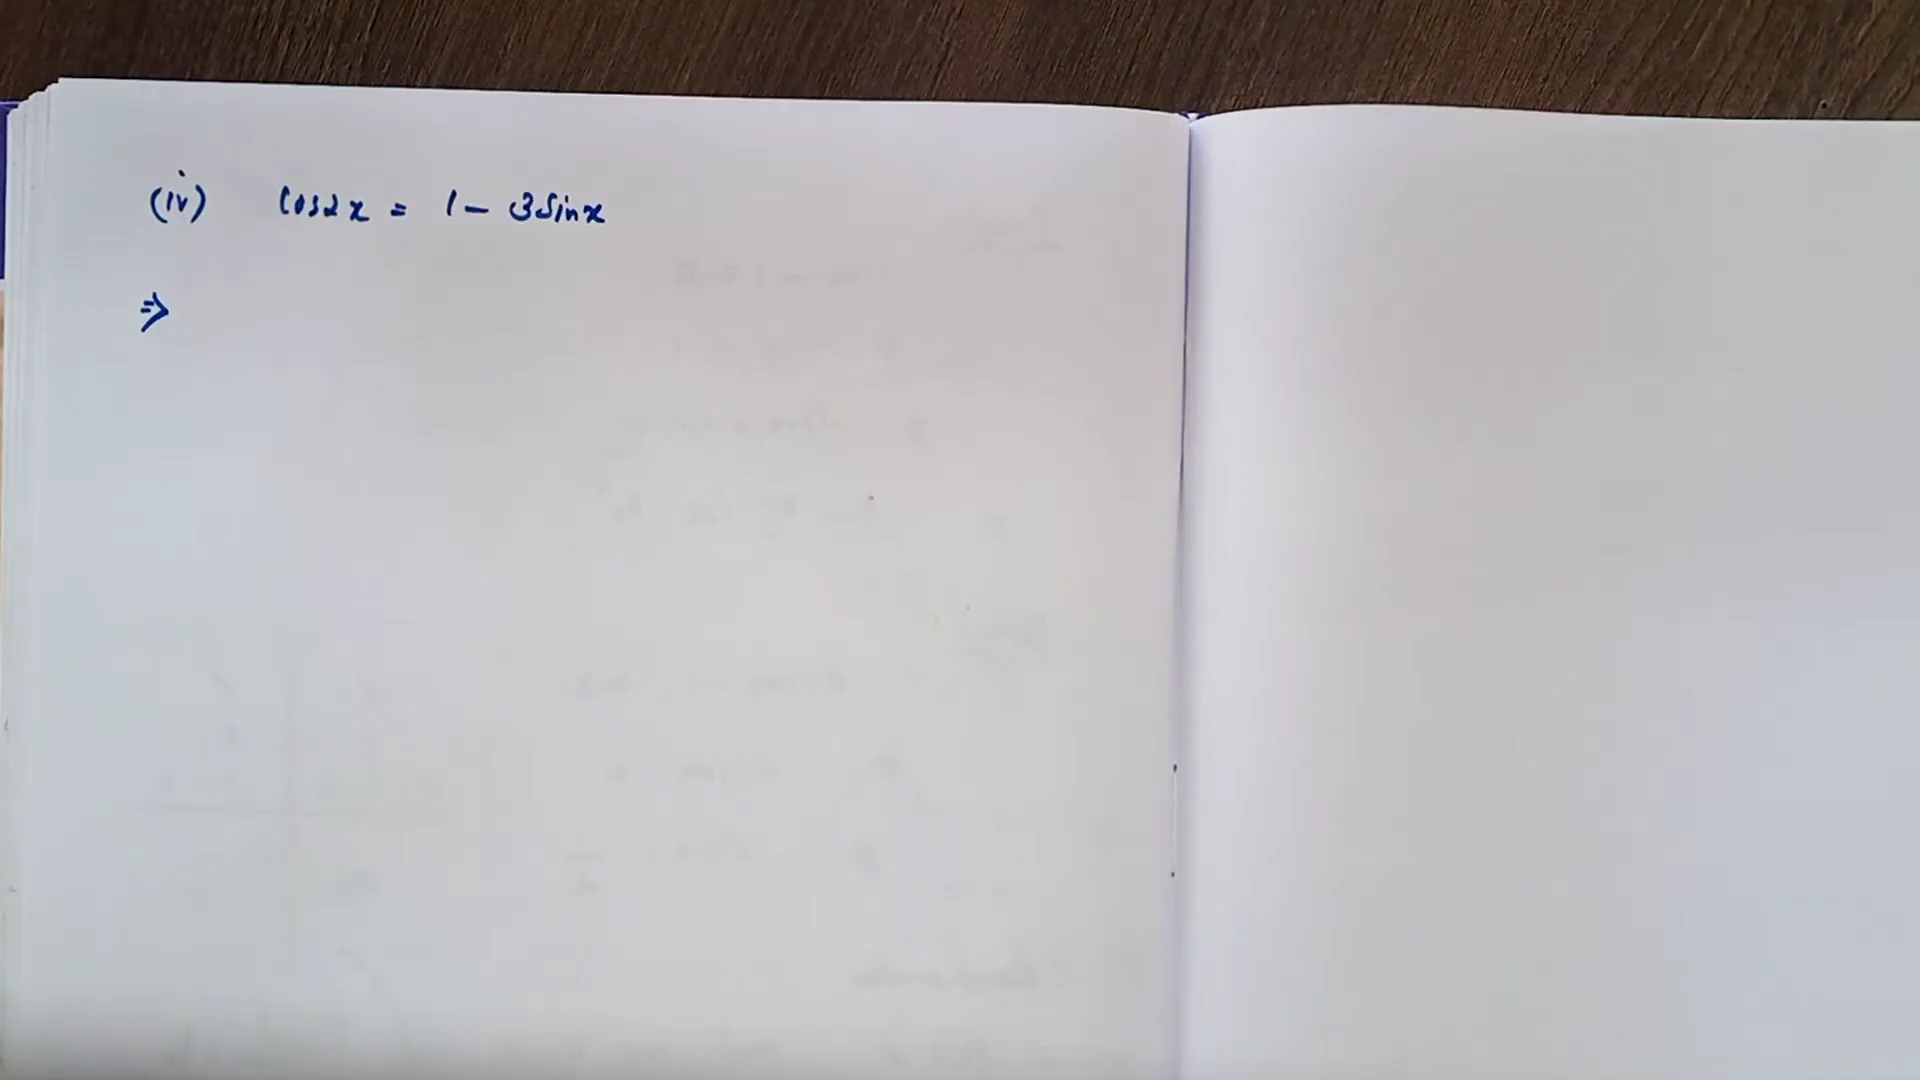 (iv) Cos2x = 1 - 3Sinx
⇒